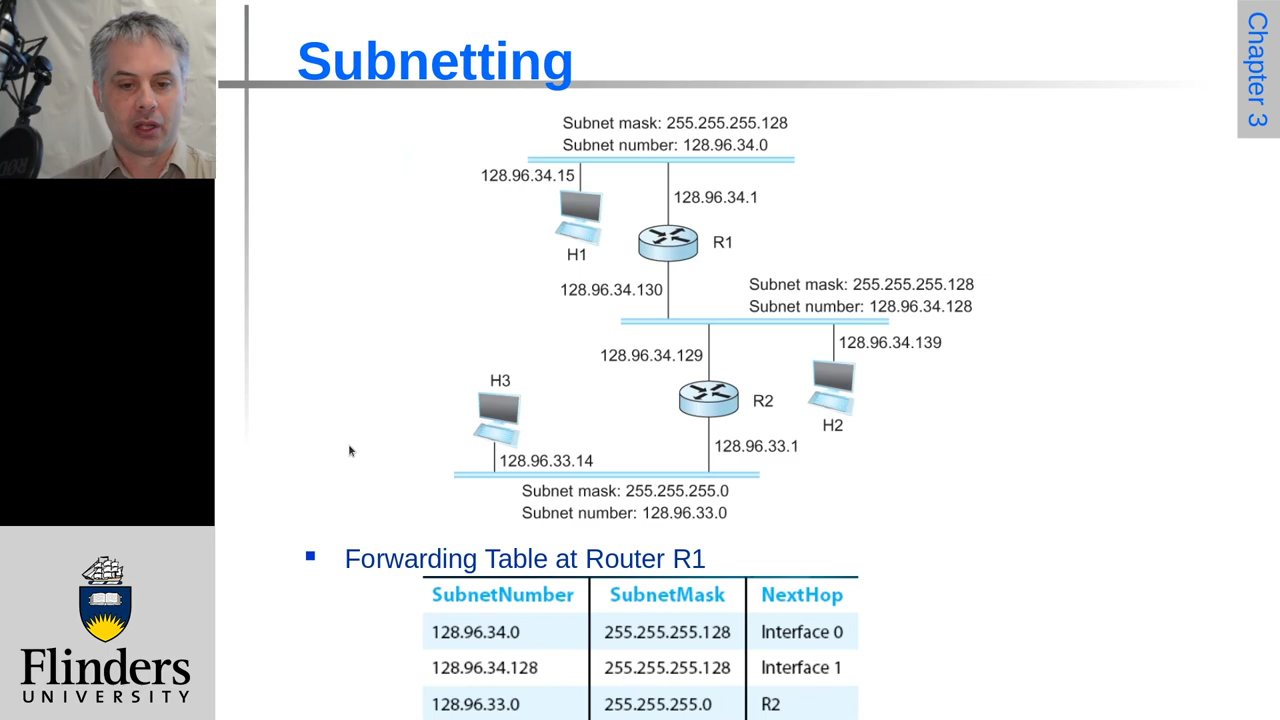 Subnetting
Chapter 3
Subnet mask: 255.255.255.128
Subnet number: 128.96.34.0
128.96.34.15
128.96.34.1
H1
R1
128.96.34.130
Subnet mask: 255.255.255.128
Subnet number: 128.96.34.128
128.96.34.129
128.96.34.139
H3
R2
H2
128.96.33.1
128.96.33.14
Subnet mask: 255.255.255.0
Subnet number: 128.96.33.0
Forwarding Table at Router R1
SubnetNumber SubnetMask NextHop
128.96.34.0 255.255.255.128 Interface 0
128.96.34.128 255.255.255.128 Interface 1
128.96.33.0 255.255.255.0 R2
Flinders
UNIVERSITY